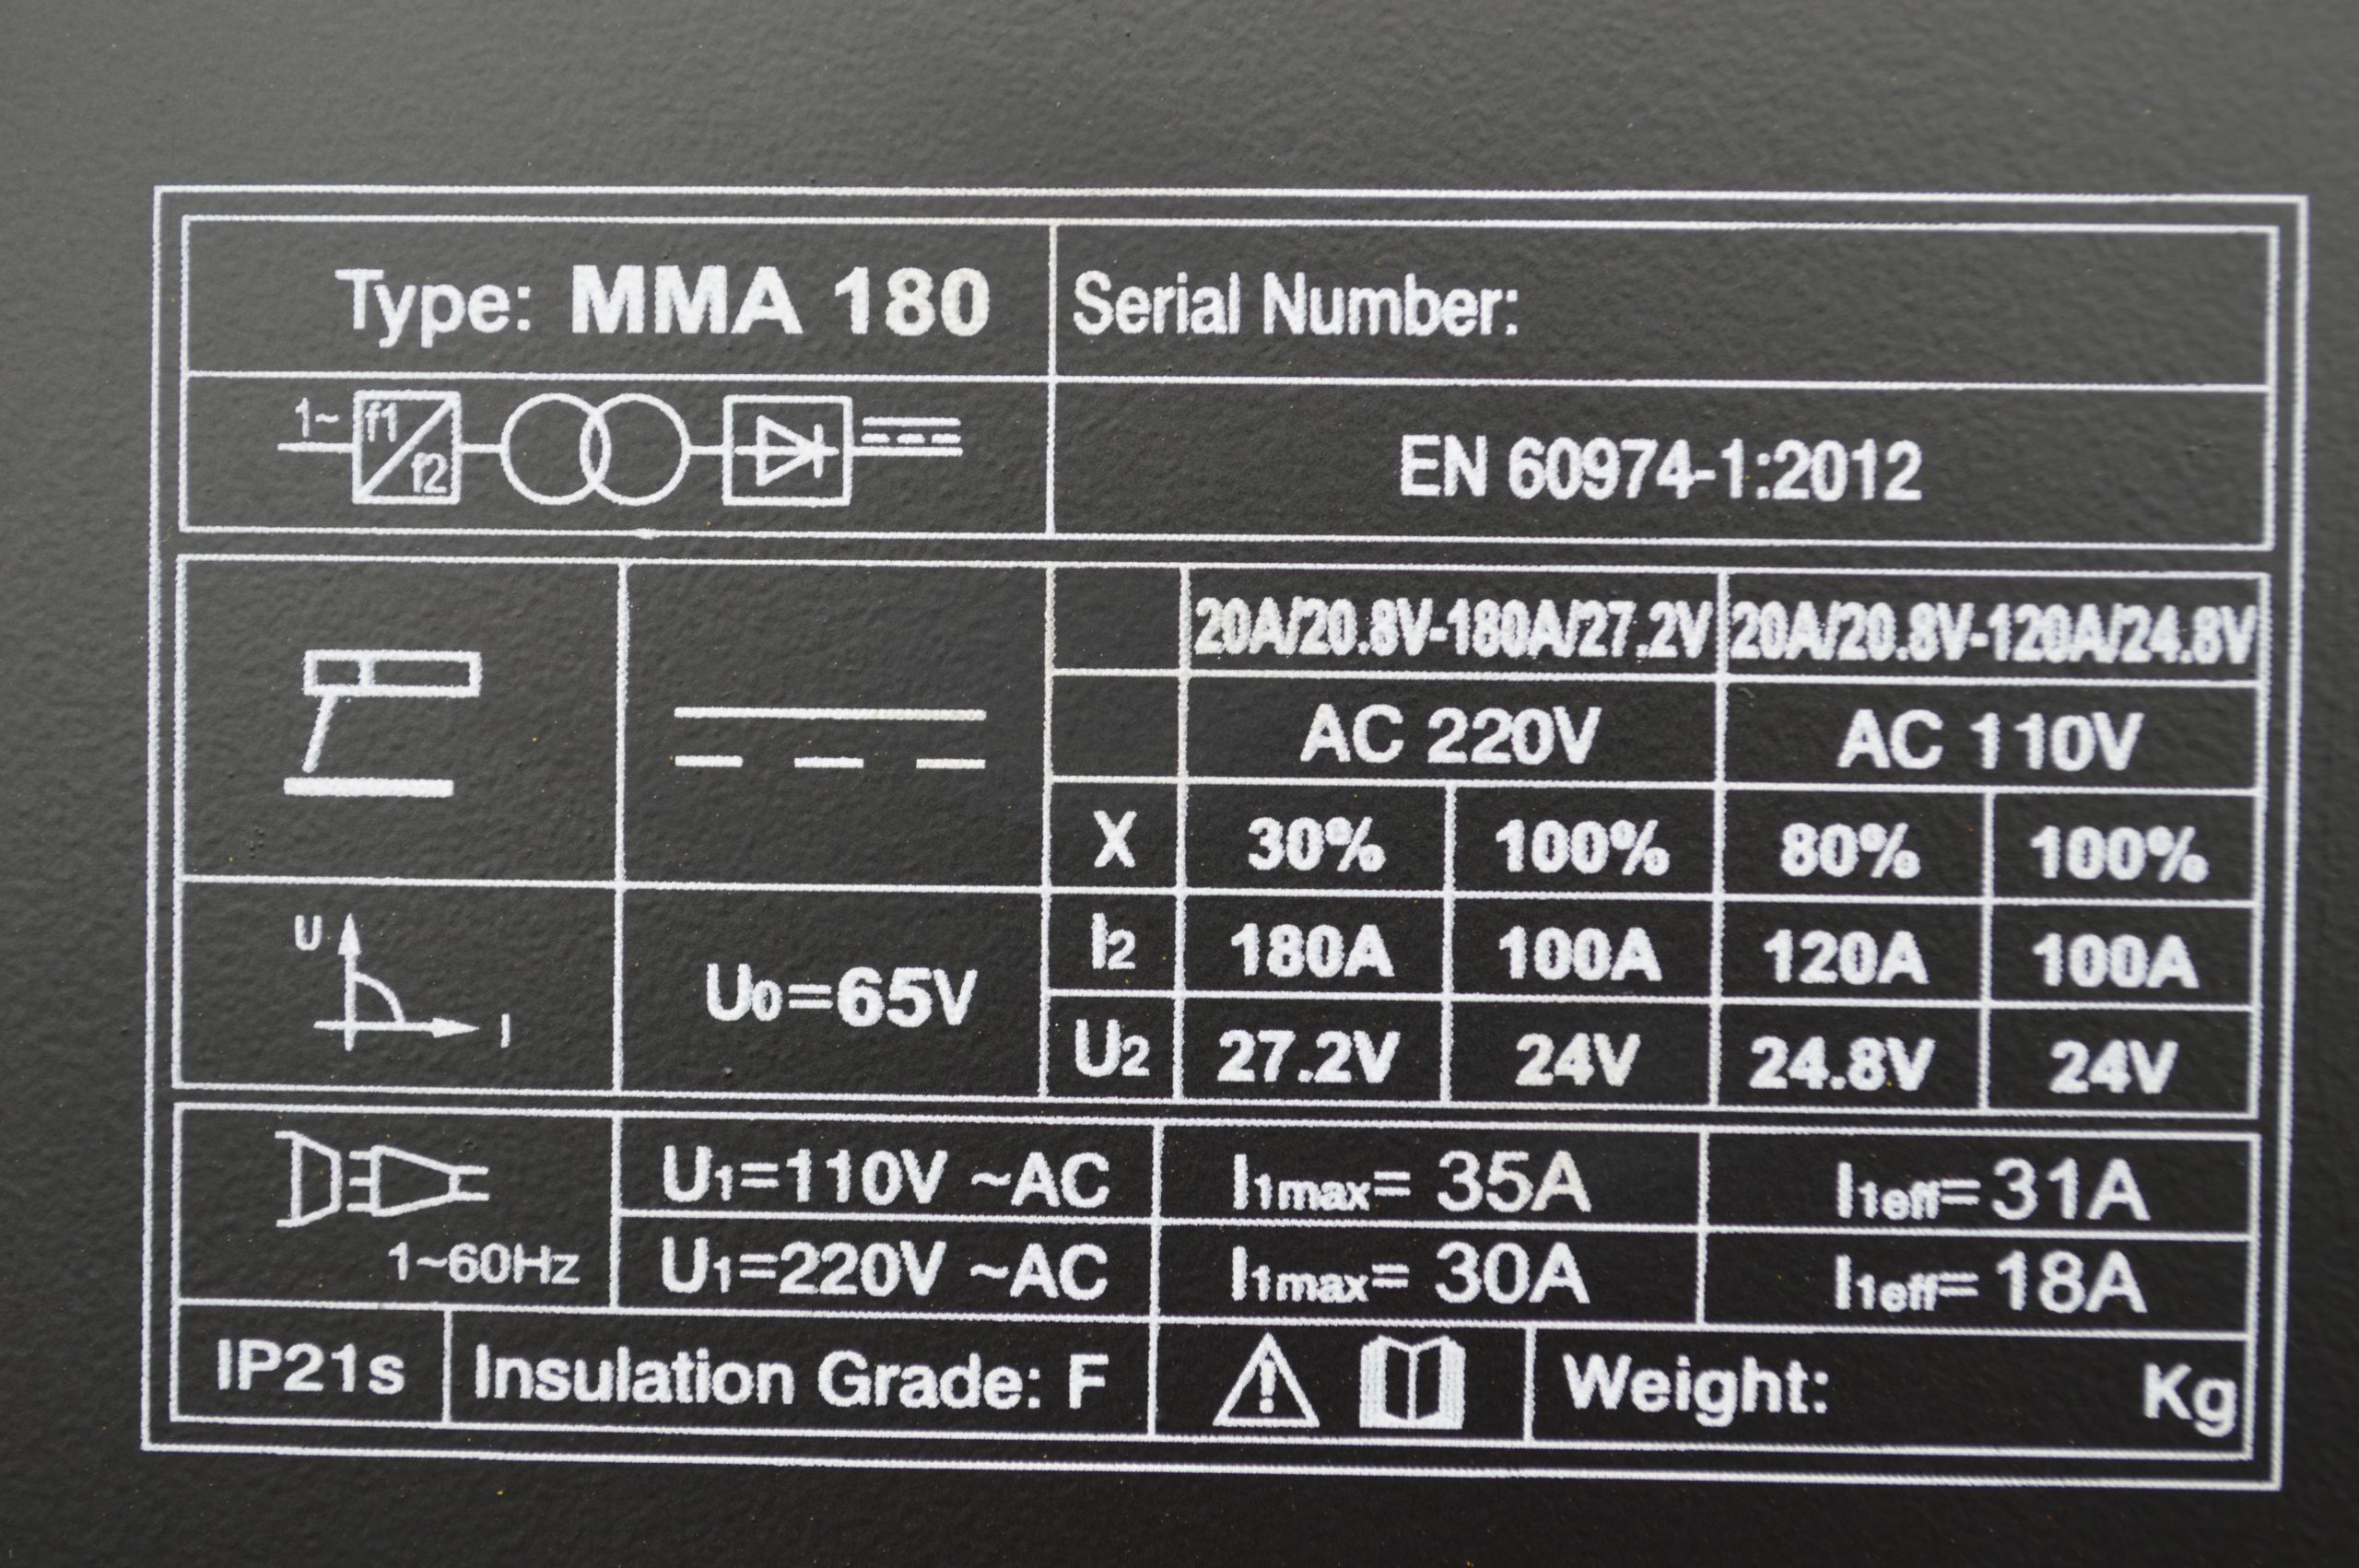 Type: MMA 180
Serial Number:
1~ f1 f2
EN 60974-1:2012
20A/20.8V-180A/27.2V 20A/20.8V-120A/24.8V
AC 220V AC 110V
X 30% 100% 80% 100%
U I
U0=65V
I2 180A 100A 120A 100A
U2 27.2V 24V 24.8V 24V
1~60Hz
U1=110V ~AC I1max= 35A I1eff= 31A
U1=220V ~AC I1max= 30A I1eff= 18A
IP21s Insulation Grade: F ! Weight: Kg